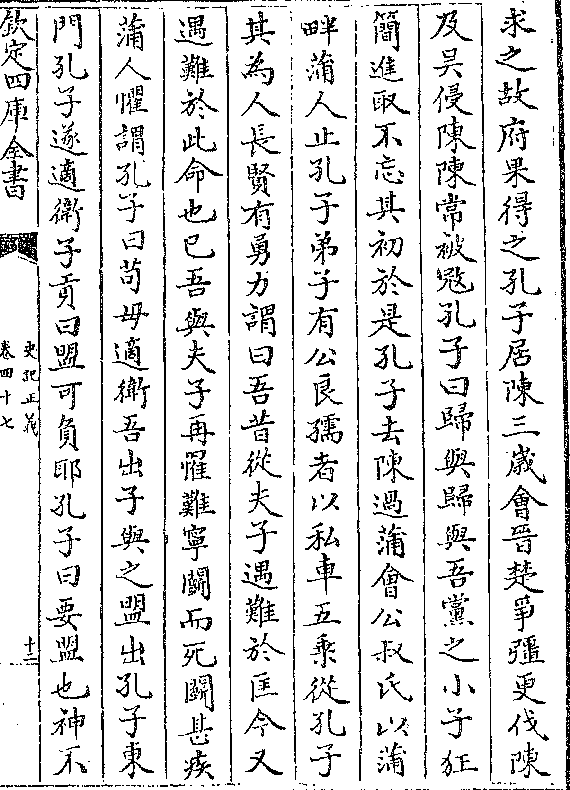 求之故府果得之孔子居陳三歲會晉楚爭彊更伐陳
及吳侵陳陳常被冦孔子曰歸與歸與吾黨之小子狂
簡進取不忘其初於是孔子去陳過蒲會公叔氏以蒲
畔蒲人止孔子弟子有公良孺者以私車五乘從孔子
其為人長賢有勇力謂曰吾昔從夫子遇難於匡今又
遇難於此命也已吾與夫子再罹難寧鬭而死鬭甚疾
蒲人懼謂孔子曰苟毋適衛吾出子與之盟出孔子東
門孔子遂適衛子貢曰盟可負耶孔子曰要盟也神不
欽定四庫全書
史記正義
卷四十七
十二